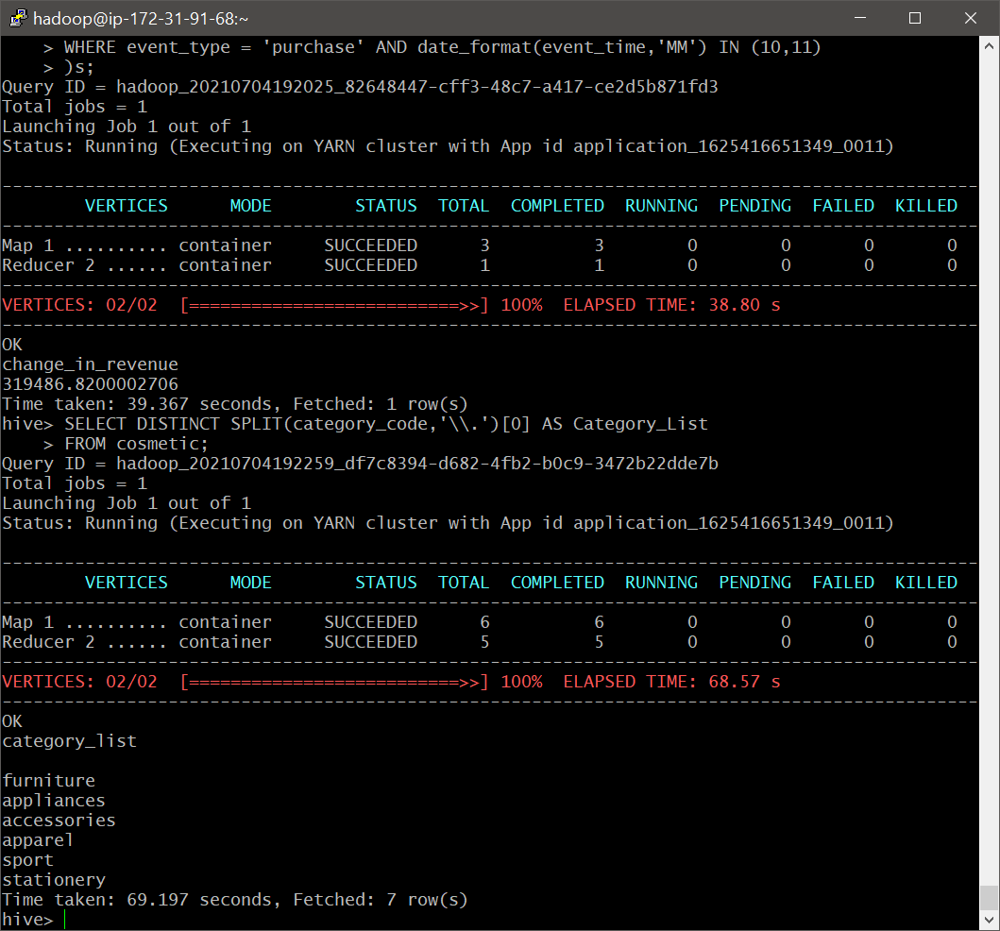 hadoop@ip-172-31-91-68:~
    > WHERE event_type = 'purchase' AND date_format(event_time,'MM') IN (10,11)
    > )s;
Query ID = hadoop_20210704192025_82648447-cff3-48c7-a417-ce2d5b871fd3
Total jobs = 1
Launching Job 1 out of 1
Status: Running (Executing on YARN cluster with App id application_1625416651349_0011)
----------------------------------------------------------------------------------------------
        VERTICES      MODE        STATUS  TOTAL  COMPLETED  RUNNING  PENDING  FAILED  KILLED
----------------------------------------------------------------------------------------------
Map 1 .......... container     SUCCEEDED      3          3        0        0       0       0
Reducer 2 ...... container     SUCCEEDED      1          1        0        0       0       0
----------------------------------------------------------------------------------------------
VERTICES: 02/02  [==========================>>] 100%  ELAPSED TIME: 38.80 s
----------------------------------------------------------------------------------------------
OK
change_in_revenue
319486.8200002706
Time taken: 39.367 seconds, Fetched: 1 row(s)
hive> SELECT DISTINCT SPLIT(category_code,'\\.')[0] AS Category_List
    > FROM cosmetic;
Query ID = hadoop_20210704192259_df7c8394-d682-4fb2-b0c9-3472b22dde7b
Total jobs = 1
Launching Job 1 out of 1
Status: Running (Executing on YARN cluster with App id application_1625416651349_0011)
----------------------------------------------------------------------------------------------
        VERTICES      MODE        STATUS  TOTAL  COMPLETED  RUNNING  PENDING  FAILED  KILLED
----------------------------------------------------------------------------------------------
Map 1 .......... container     SUCCEEDED      6          6        0        0       0       0
Reducer 2 ...... container     SUCCEEDED      5          5        0        0       0       0
----------------------------------------------------------------------------------------------
VERTICES: 02/02  [==========================>>] 100%  ELAPSED TIME: 68.57 s
----------------------------------------------------------------------------------------------
OK
category_list
furniture
appliances
accessories
apparel
sport
stationery
Time taken: 69.197 seconds, Fetched: 7 row(s)
hive>